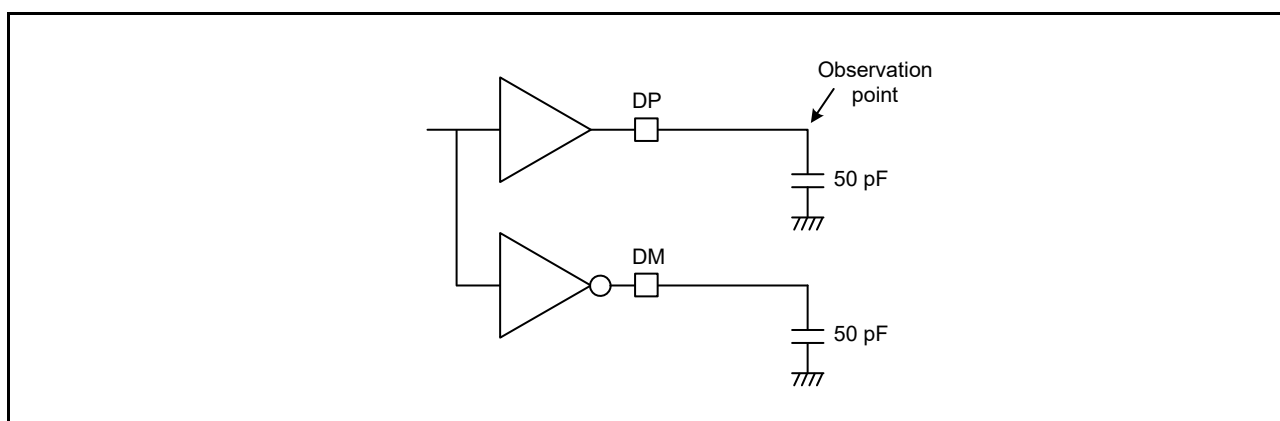 Observation
point
DP
50 pF
DM
50 pF